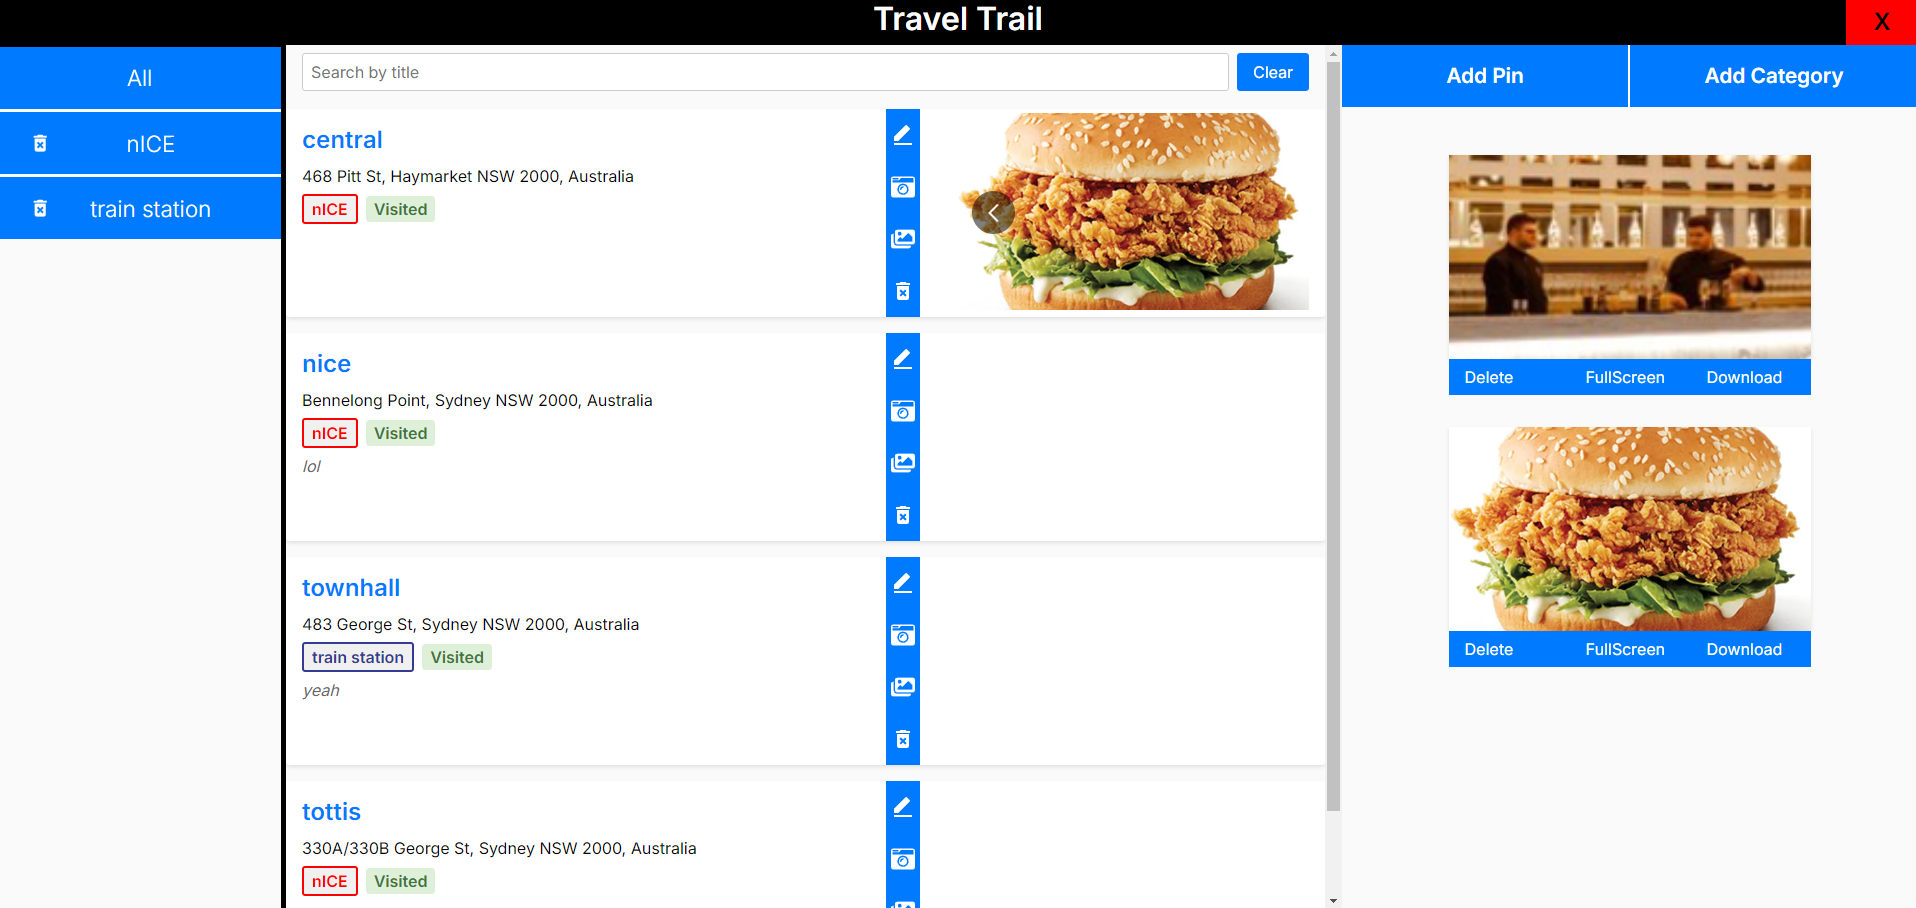 Travel Trail
X
All
nICE
train station
Search by title
Clear
central
468 Pitt St, Haymarket NSW 2000, Australia
nICE Visited
nice
Bennelong Point, Sydney NSW 2000, Australia
nICE Visited
lol
townhall
483 George St, Sydney NSW 2000, Australia
train station Visited
yeah
tottis
330A/330B George St, Sydney NSW 2000, Australia
nICE Visited
Add Pin
Add Category
Delete FullScreen Download
Delete FullScreen Download